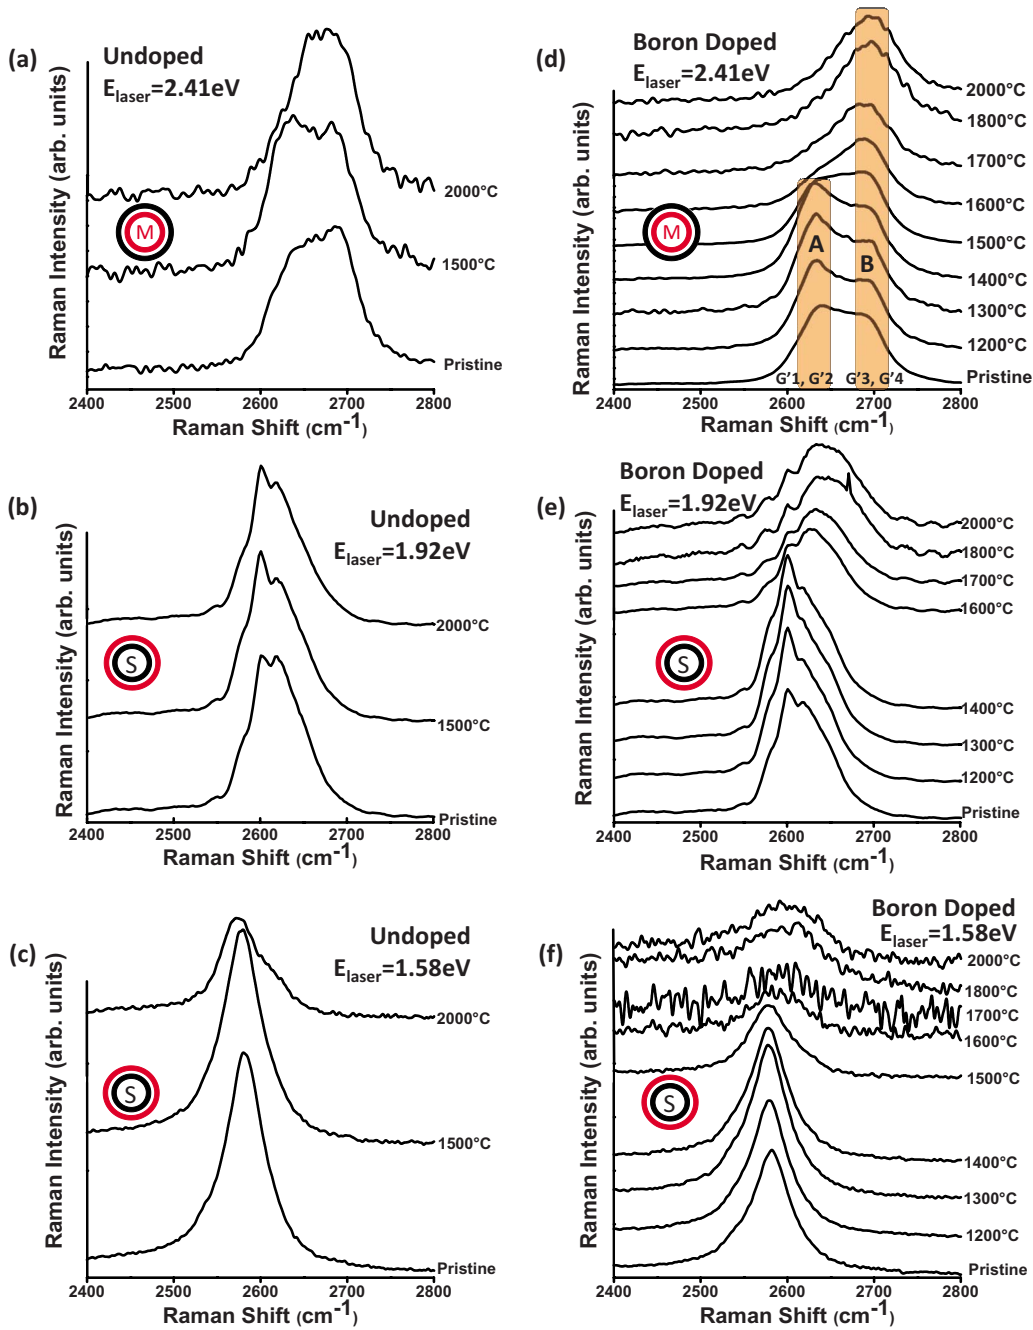 (a)
Undoped
E_laser=2.41eV
Raman Intensity (arb. units)
M
2000°C
1500°C
Pristine
2400 2500 2600 2700 2800
Raman Shift (cm⁻¹)
(d)
Boron Doped
E_laser=2.41eV
Raman Intensity (arb. units)
M
A
B
G'1, G'2
G'3, G'4
2000°C
1800°C
1700°C
1600°C
1500°C
1400°C
1300°C
1200°C
Pristine
2400 2500 2600 2700 2800
Raman Shift (cm⁻¹)
(b)
Undoped
E_laser=1.92eV
Raman Intensity (arb. units)
S
2000°C
1500°C
Pristine
2400 2500 2600 2700 2800
Raman Shift (cm⁻¹)
(e)
Boron Doped
E_laser=1.92eV
Raman Intensity (arb. units)
S
2000°C
1800°C
1700°C
1600°C
1400°C
1300°C
1200°C
Pristine
2400 2500 2600 2700 2800
Raman Shift (cm⁻¹)
(c)
Undoped
E_laser=1.58eV
Raman Intensity (arb. units)
S
2000°C
1500°C
Pristine
2400 2500 2600 2700 2800
Raman Shift (cm⁻¹)
(f)
Boron Doped
E_laser=1.58eV
Raman Intensity (arb. units)
S
2000°C
1800°C
1700°C
1600°C
1500°C
1400°C
1300°C
1200°C
Pristine
2400 2500 2600 2700 2800
Raman Shift (cm⁻¹)